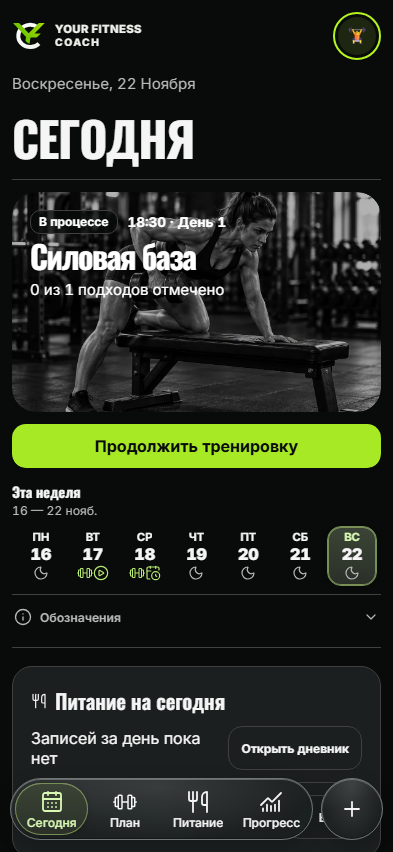 YOUR FITNESS
COACH
Воскресенье, 22 Ноября
СЕГОДНЯ
В процессе 18:30 · День 1
Силовая база
0 из 1 подходов отмечено
Продолжить тренировку
Эта неделя
16 — 22 нояб.
ПН ВТ СР ЧТ ПТ СБ ВС
16 17 18 19 20 21 22
Обозначения
Питание на сегодня
Записей за день пока
нет
Открыть дневник
Сегодня План Питание Прогресс